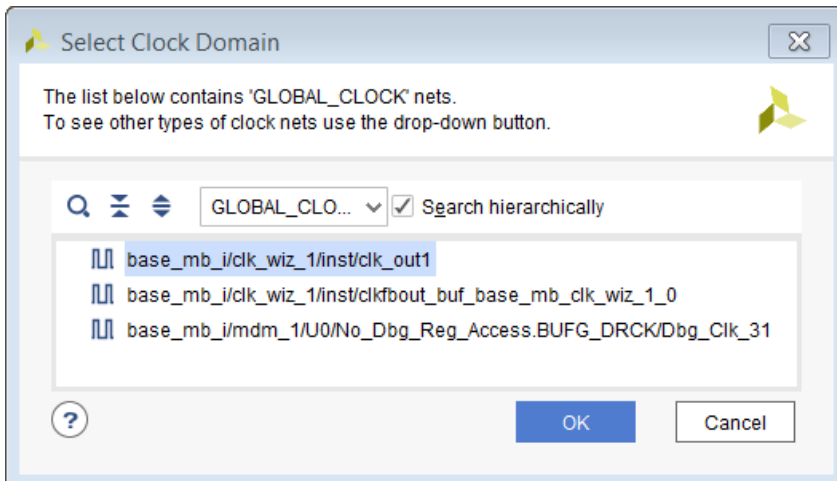 Select Clock Domain
The list below contains 'GLOBAL_CLOCK' nets.
To see other types of clock nets use the drop-down button.
GLOBAL_CLO... Search hierarchically
base_mb_i/clk_wiz_1/inst/clk_out1
base_mb_i/clk_wiz_1/inst/clkfbout_buf_base_mb_clk_wiz_1_0
base_mb_i/mdm_1/U0/No_Dbg_Reg_Access.BUFG_DRCK/Dbg_Clk_31
? OK Cancel